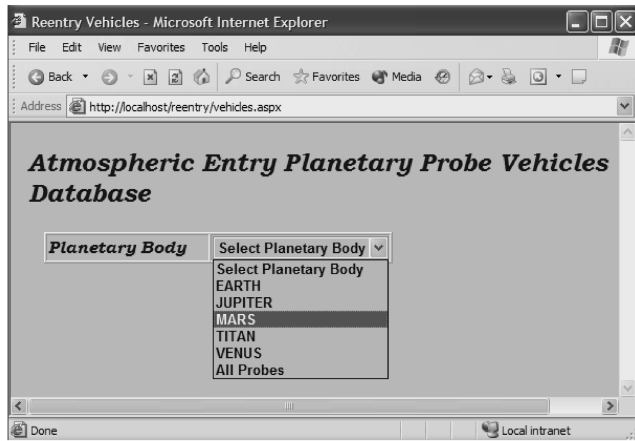 Reentry Vehicles - Microsoft Internet Explorer
File Edit View Favorites Tools Help
Back Search Favorites Media
Address http://localhost/reentry/vehicles.aspx
Atmospheric Entry Planetary Probe Vehicles
Database
Planetary Body Select Planetary Body
Select Planetary Body
EARTH
JUPITER
MARS
TITAN
VENUS
All Probes
Done Local intranet